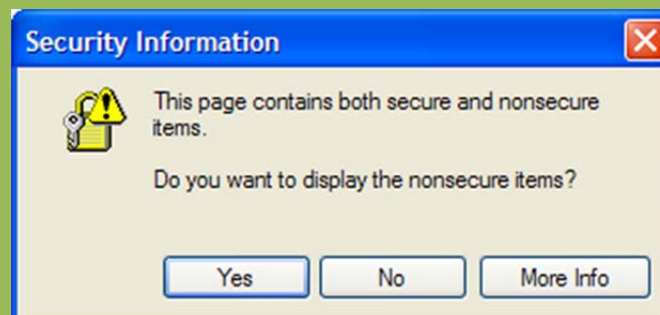 Security Information
This page contains both secure and nonsecure
items.
Do you want to display the nonsecure items?
Yes No More Info